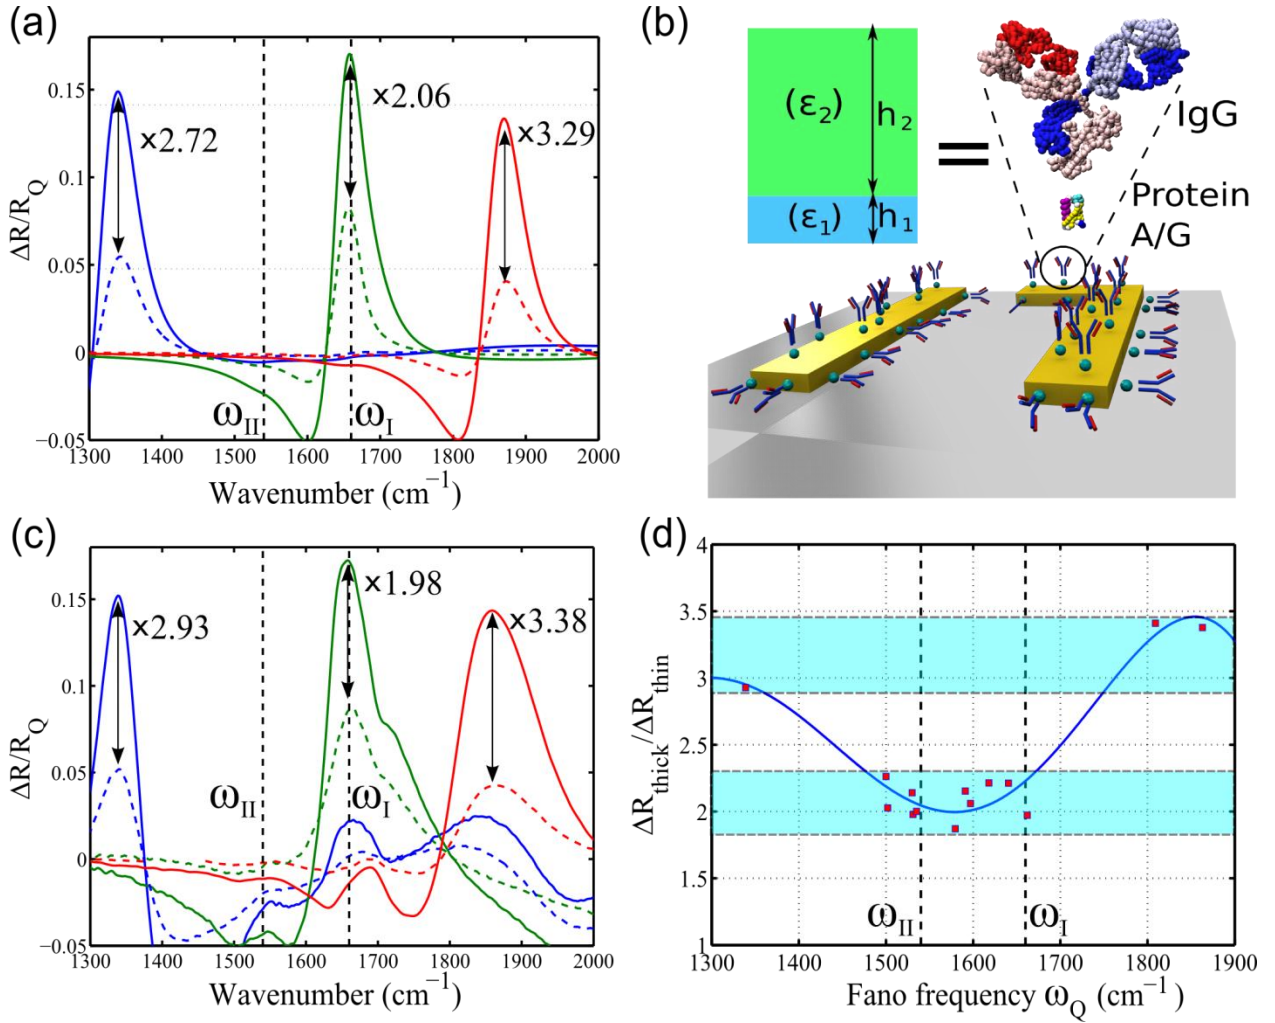 (a)
ΔR/R_Q
0.15
0.1
0.05
0
−0.05
×2.72
×2.06
×3.29
ω_II
ω_I
1300 1400 1500 1600 1700 1800 1900 2000
Wavenumber (cm⁻¹)
(b)
(ε₂)
h₂
(ε₁)
h₁
=
IgG
Protein
A/G
(c)
ΔR/R_Q
0.15
0.1
0.05
0
−0.05
×2.93
×1.98
×3.38
ω_II
ω_I
1300 1400 1500 1600 1700 1800 1900 2000
Wavenumber (cm⁻¹)
(d)
ΔR_thick/ΔR_thin
4
3.5
3
2.5
2
1.5
1
ω_II
ω_I
1300 1400 1500 1600 1700 1800 1900
Fano frequency ω_Q (cm⁻¹)